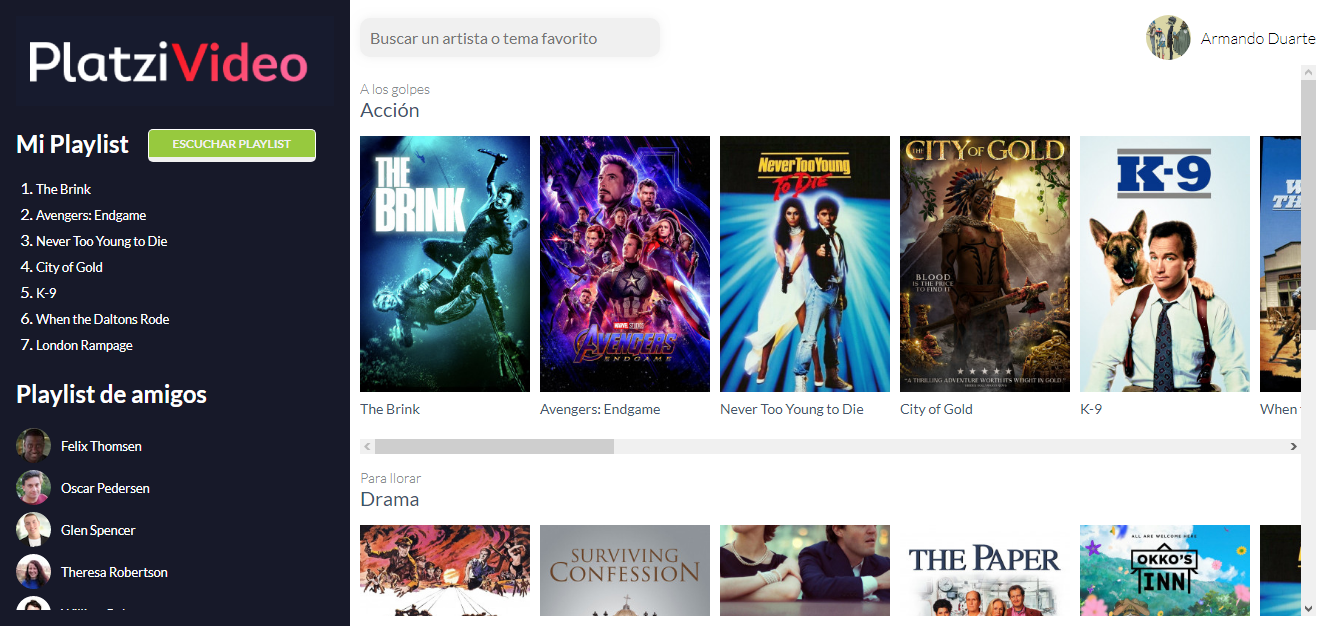 PlatziVideo
Mi Playlist
ESCUCHAR PLAYLIST
1. The Brink
2. Avengers: Endgame
3. Never Too Young to Die
4. City of Gold
5. K-9
6. When the Daltons Rode
7. London Rampage
Playlist de amigos
Felix Thomsen
Oscar Pedersen
Glen Spencer
Theresa Robertson
Buscar un artista o tema favorito
Armando Duarte
A los golpes
Acción
THE
BRINK
MARVEL STUDIOS
AVENGERS
ENDGAME
Never Too Young
To DIE
THE CITY OF GOLD
BLOOD
IS THE PRICE
TO FIND IT
"A THRILLING ADVENTURE WORTH ITS WEIGHT IN GOLD."
K-9
The Brink
Avengers: Endgame
Never Too Young to Die
City of Gold
K-9
When
Para llorar
Drama
SURVIVING
CONFESSION
THE PAPER
ALL ARE WELCOME HERE
OKKO'S
INN